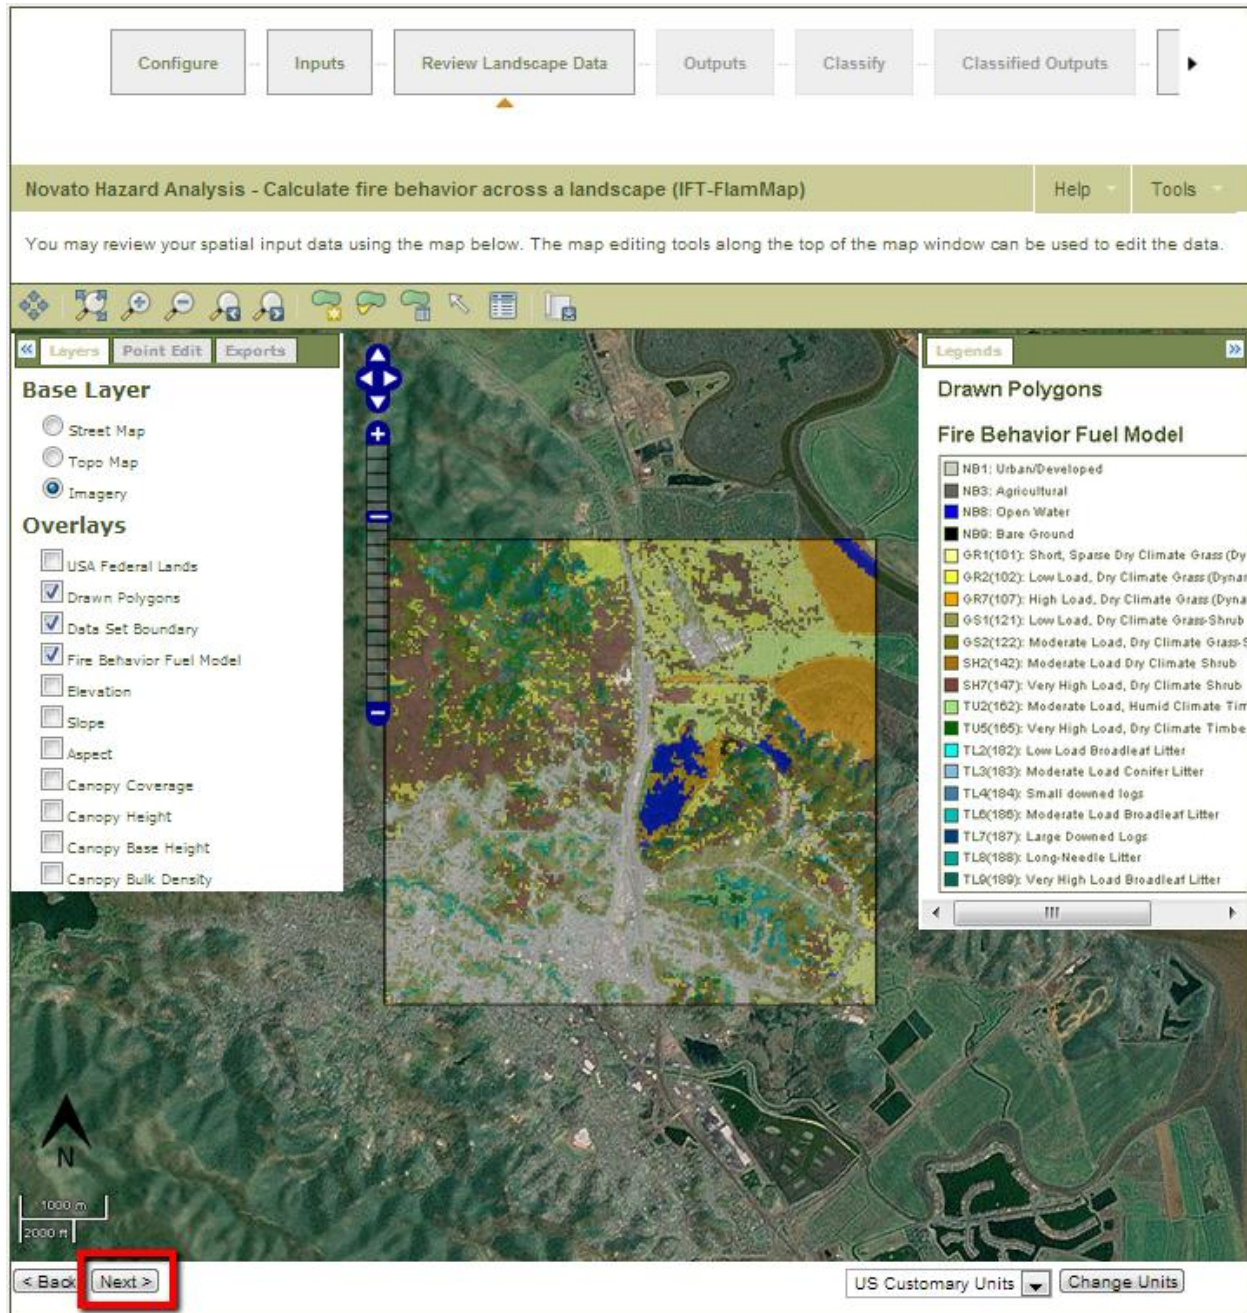 Configure Inputs Review Landscape Data Outputs Classify Classified Outputs
Novato Hazard Analysis - Calculate fire behavior across a landscape (IFT-FlamMap) Help Tools
You may review your spatial input data using the map below. The map editing tools along the top of the map window can be used to edit the data.
Layers Point Edit Exports
Base Layer
Street Map
Topo Map
Imagery
Overlays
USA Federal Lands
Drawn Polygons
Data Set Boundary
Fire Behavior Fuel Model
Elevation
Slope
Aspect
Canopy Coverage
Canopy Height
Canopy Base Height
Canopy Bulk Density
Legends
Drawn Polygons
Fire Behavior Fuel Model
NB1: Urban/Developed
NB3: Agricultural
NB8: Open Water
NB9: Bare Ground
GR1(101): Short, Sparse Dry Climate Grass (Dy
GR2(102): Low Load, Dry Climate Grass (Dynar
GR7(107): High Load, Dry Climate Grass (Dyna
GS1(121): Low Load, Dry Climate Grass-Shrub
GS2(122): Moderate Load, Dry Climate Grass-S
SH2(142): Moderate Load Dry Climate Shrub
SH7(147): Very High Load, Dry Climate Shrub
TU2(162): Moderate Load, Humid Climate Tim
TU5(165): Very High Load, Dry Climate Timbe
TL2(182): Low Load Broadleaf Litter
TL3(183): Moderate Load Conifer Litter
TL4(184): Small downed logs
TL6(186): Moderate Load Broadleaf Litter
TL7(187): Large Downed Logs
TL8(188): Long-Needle Litter
TL9(189): Very High Load Broadleaf Litter
N
1000 m
2000 ft
< Back Next > US Customary Units Change Units